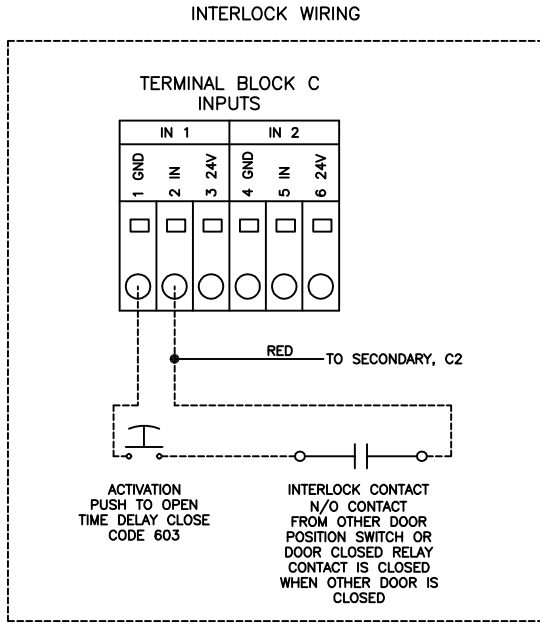 INTERLOCK WIRING
TERMINAL BLOCK C
INPUTS
IN 1 IN 2
1 GND
2 IN
3 24V
4 GND
5 IN
6 24V
RED
TO SECONDARY, C2
ACTIVATION
PUSH TO OPEN
TIME DELAY CLOSE
CODE 603
INTERLOCK CONTACT
N/O CONTACT
FROM OTHER DOOR
POSITION SWITCH OR
DOOR CLOSED RELAY
CONTACT IS CLOSED
WHEN OTHER DOOR IS
CLOSED